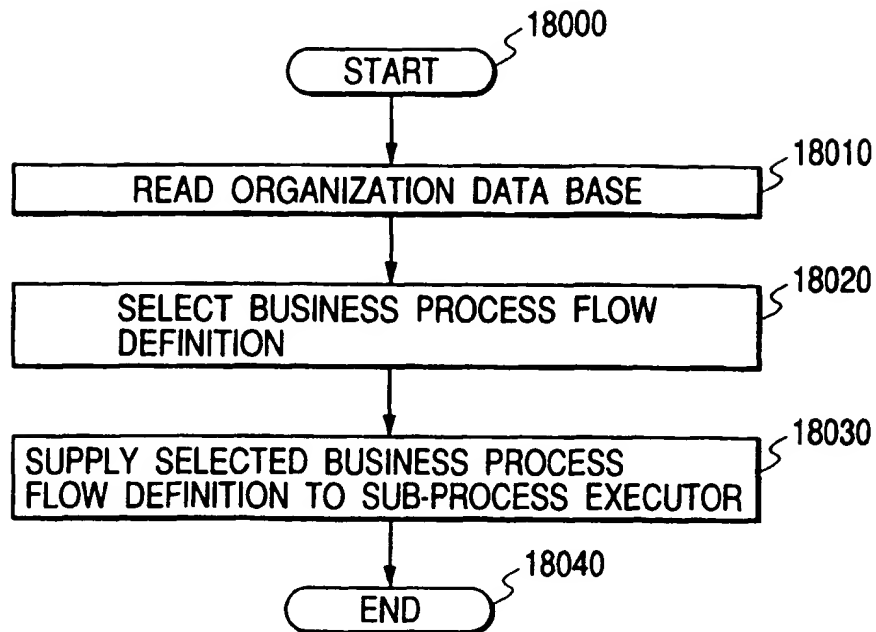 18000
START
18010
READ ORGANIZATION DATA BASE
18020
SELECT BUSINESS PROCESS FLOW
DEFINITION
18030
SUPPLY SELECTED BUSINESS PROCESS
FLOW DEFINITION TO SUB-PROCESS EXECUTOR
18040
END